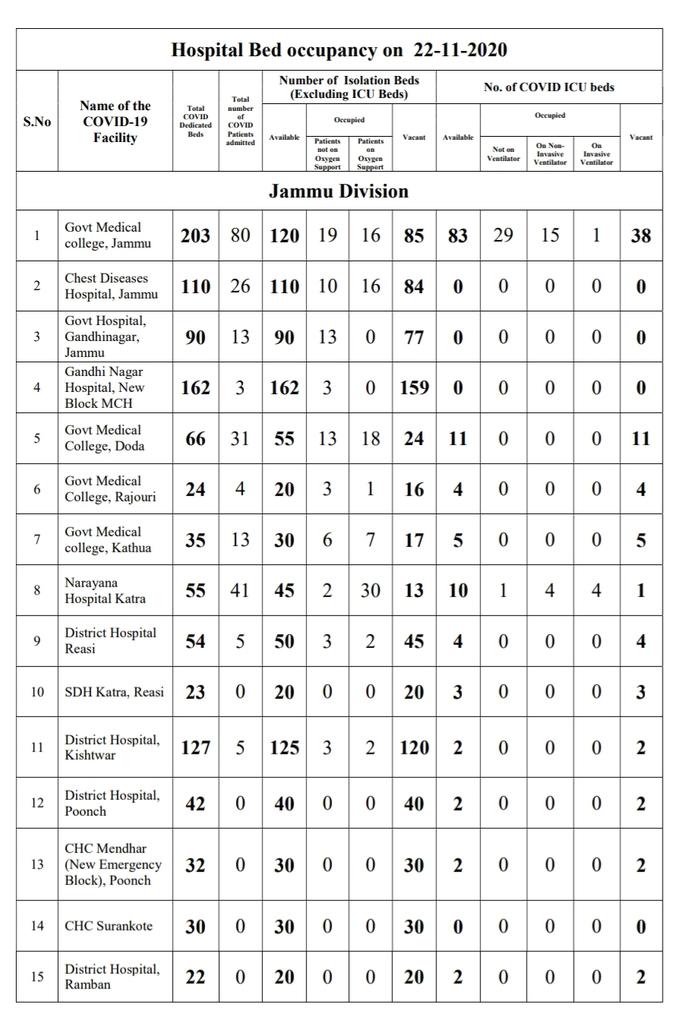 Hospital Bed occupancy on 22-11-2020
S.No
Name of the
COVID-19
Facility
Total
COVID
Dedicated
Beds
Total
number
of
COVID
Patients
admitted
Number of Isolation Beds
(Excluding ICU Beds)
No. of COVID ICU beds
Available
Occupied
Vacant
Available
Occupied
Vacant
Patients
not on
Oxygen
Support
Patients
on
Oxygen
Support
Not on
Ventilator
On Non-
Invasive
Ventilator
On
Invasive
Ventilator
Jammu Division
1 Govt Medical
college, Jammu 203 80 120 19 16 85 83 29 15 1 38
2 Chest Diseases
Hospital, Jammu 110 26 110 10 16 84 0 0 0 0 0
3 Govt Hospital,
Gandhinagar,
Jammu 90 13 90 13 0 77 0 0 0 0 0
4 Gandhi Nagar
Hospital, New
Block MCH 162 3 162 3 0 159 0 0 0 0 0
5 Govt Medical
College, Doda 66 31 55 13 18 24 11 0 0 0 11
6 Govt Medical
College, Rajouri 24 4 20 3 1 16 4 0 0 0 4
7 Govt Medical
college, Kathua 35 13 30 6 7 17 5 0 0 0 5
8 Narayana
Hospital Katra 55 41 45 2 30 13 10 1 4 4 1
9 District Hospital
Reasi 54 5 50 3 2 45 4 0 0 0 4
10 SDH Katra, Reasi 23 0 20 0 0 20 3 0 0 0 3
11 District Hospital,
Kishtwar 127 5 125 3 2 120 2 0 0 0 2
12 District Hospital,
Poonch 42 0 40 0 0 40 2 0 0 0 2
13 CHC Mendhar
(New Emergency
Block), Poonch 32 0 30 0 0 30 2 0 0 0 2
14 CHC Surankote 30 0 30 0 0 30 0 0 0 0 0
15 District Hospital,
Ramban 22 0 20 0 0 20 2 0 0 0 2